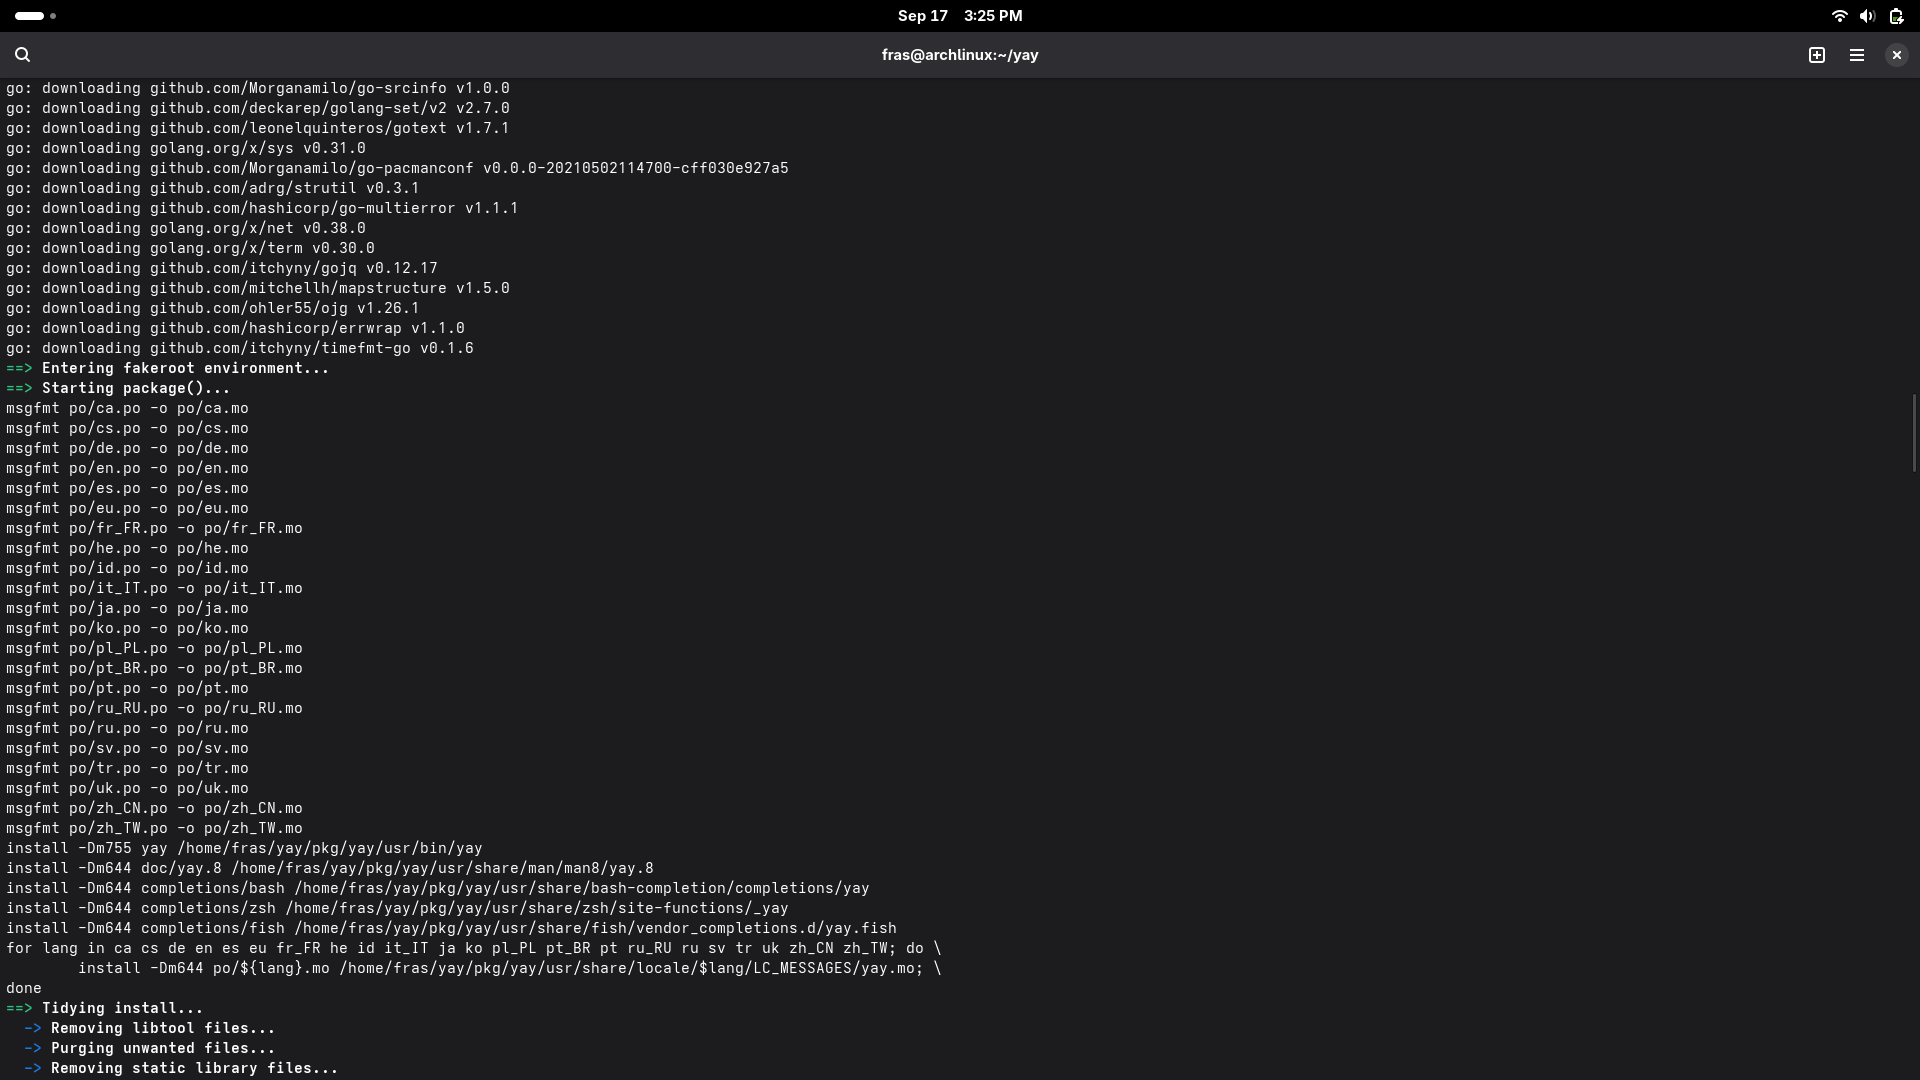 Sep 17 3:25 PM
fras@archlinux:~/yay
go: downloading github.com/Morganamilo/go-srcinfo v1.0.0
go: downloading github.com/deckarep/golang-set/v2 v2.7.0
go: downloading github.com/leonelquinteros/gotext v1.7.1
go: downloading golang.org/x/sys v0.31.0
go: downloading github.com/Morganamilo/go-pacmanconf v0.0.0-20210502114700-cff030e927a5
go: downloading github.com/adrg/strutil v0.3.1
go: downloading github.com/hashicorp/go-multierror v1.1.1
go: downloading golang.org/x/net v0.38.0
go: downloading golang.org/x/term v0.30.0
go: downloading github.com/itchyny/gojq v0.12.17
go: downloading github.com/mitchellh/mapstructure v1.5.0
go: downloading github.com/ohler55/ojg v1.26.1
go: downloading github.com/hashicorp/errwrap v1.1.0
go: downloading github.com/itchyny/timefmt-go v0.1.6
==> Entering fakeroot environment...
==> Starting package()...
msgfmt po/ca.po -o po/ca.mo
msgfmt po/cs.po -o po/cs.mo
msgfmt po/de.po -o po/de.mo
msgfmt po/en.po -o po/en.mo
msgfmt po/es.po -o po/es.mo
msgfmt po/eu.po -o po/eu.mo
msgfmt po/fr_FR.po -o po/fr_FR.mo
msgfmt po/he.po -o po/he.mo
msgfmt po/id.po -o po/id.mo
msgfmt po/it_IT.po -o po/it_IT.mo
msgfmt po/ja.po -o po/ja.mo
msgfmt po/ko.po -o po/ko.mo
msgfmt po/pl_PL.po -o po/pl_PL.mo
msgfmt po/pt_BR.po -o po/pt_BR.mo
msgfmt po/pt.po -o po/pt.mo
msgfmt po/ru_RU.po -o po/ru_RU.mo
msgfmt po/ru.po -o po/ru.mo
msgfmt po/sv.po -o po/sv.mo
msgfmt po/tr.po -o po/tr.mo
msgfmt po/uk.po -o po/uk.mo
msgfmt po/zh_CN.po -o po/zh_CN.mo
msgfmt po/zh_TW.po -o po/zh_TW.mo
install -Dm755 yay /home/fras/yay/pkg/yay/usr/bin/yay
install -Dm644 doc/yay.8 /home/fras/yay/pkg/yay/usr/share/man/man8/yay.8
install -Dm644 completions/bash /home/fras/yay/pkg/yay/usr/share/bash-completion/completions/yay
install -Dm644 completions/zsh /home/fras/yay/pkg/yay/usr/share/zsh/site-functions/_yay
install -Dm644 completions/fish /home/fras/yay/pkg/yay/usr/share/fish/vendor_completions.d/yay.fish
for lang in ca cs de en es eu fr_FR he id it_IT ja ko pl_PL pt_BR pt ru_RU ru sv tr uk zh_CN zh_TW; do \
        install -Dm644 po/${lang}.mo /home/fras/yay/pkg/yay/usr/share/locale/$lang/LC_MESSAGES/yay.mo; \
done
==> Tidying install...
  -> Removing libtool files...
  -> Purging unwanted files...
  -> Removing static library files...